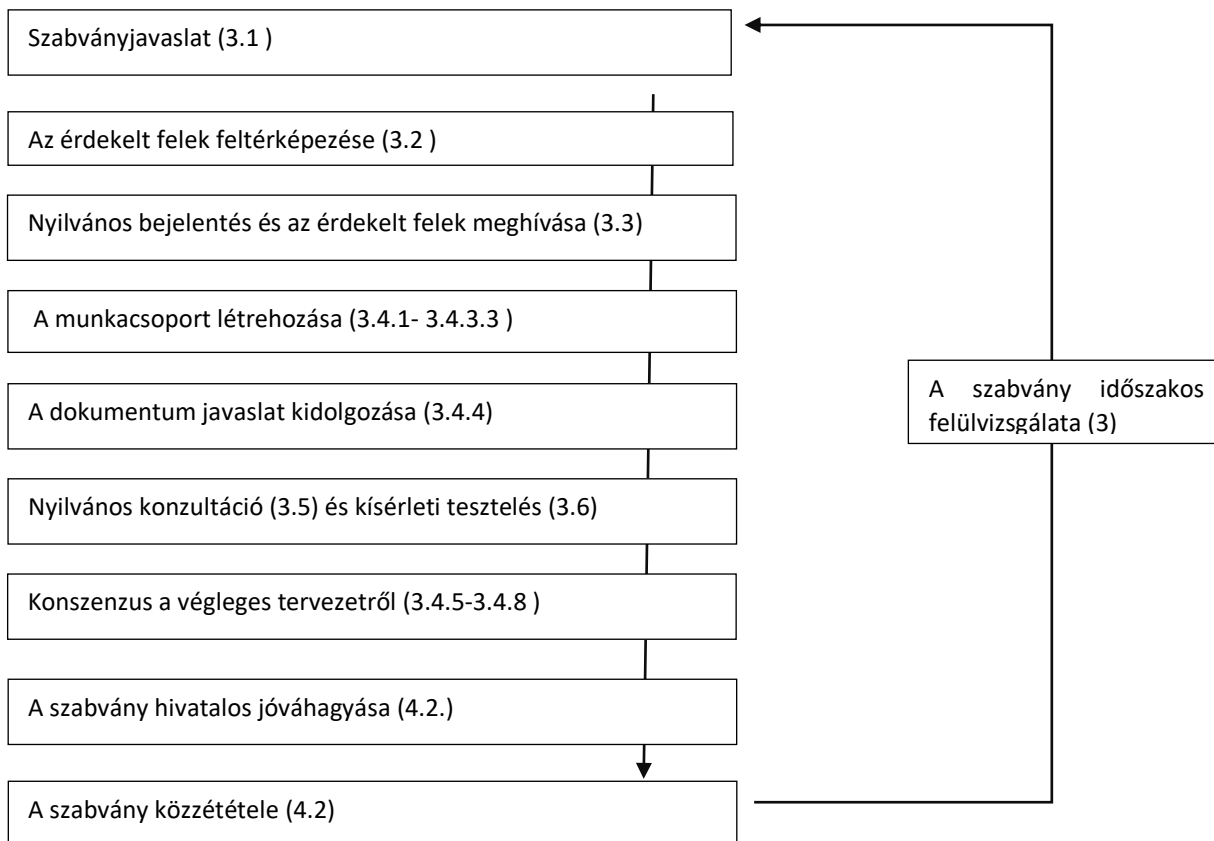 Szabványjavaslat (3.1 )
Az érdekelt felek feltérképezése (3.2 )
Nyilvános bejelentés és az érdekelt felek meghívása (3.3)
A munkacsoport létrehozása (3.4.1- 3.4.3.3 )
A dokumentum javaslat kidolgozása (3.4.4)
Nyilvános konzultáció (3.5) és kísérleti tesztelés (3.6)
Konszenzus a végleges tervezetről (3.4.5-3.4.8 )
A szabvány hivatalos jóváhagyása (4.2.)
A szabvány közzététele (4.2)
A szabvány időszakos
felülvizsgálata (3)